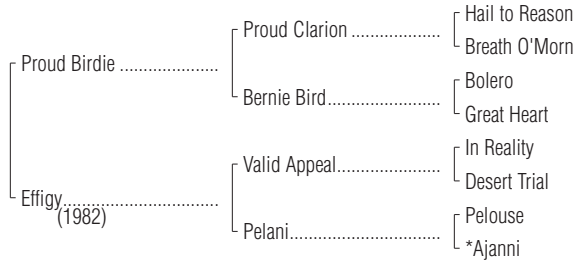 Hail to Reason
Proud Clarion ....................
Breath O'Morn
Proud Birdie ......................
Bolero
Bernie Bird.........................
Great Heart
In Reality
Valid Appeal.......................
Desert Trial
Effigy...................................
(1982)
Pelouse
Pelani..................................
*Ajanni